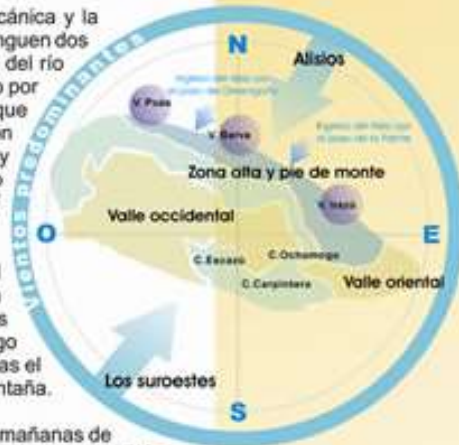 cánica y la
nguen dos
del río
o por
que
n
y
s
go
as el
ntaña.
mañanas de
Vientos predominantes
N
Alisios
V. Poás
V. Barva
Zona alta y pie de monte
V. Irazú
Valle occidental
O
E
C. Escazú
C. Ochomogo
C. Carpintera
Valle oriental
Los suroestes
S